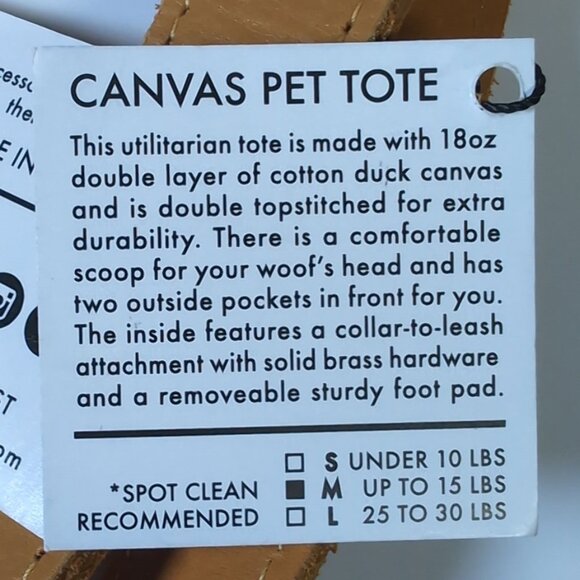 CANVAS PET TOTE
This utilitarian tote is made with 18oz
double layer of cotton duck canvas
and is double topstitched for extra
durability. There is a comfortable
scoop for your woof's head and has
two outside pockets in front for you.
The inside features a collar-to-leash
attachment with solid brass hardware
and a removeable sturdy foot pad.
S UNDER 10 LBS
*SPOT CLEAN M UP TO 15 LBS
RECOMMENDED L 25 TO 30 LBS